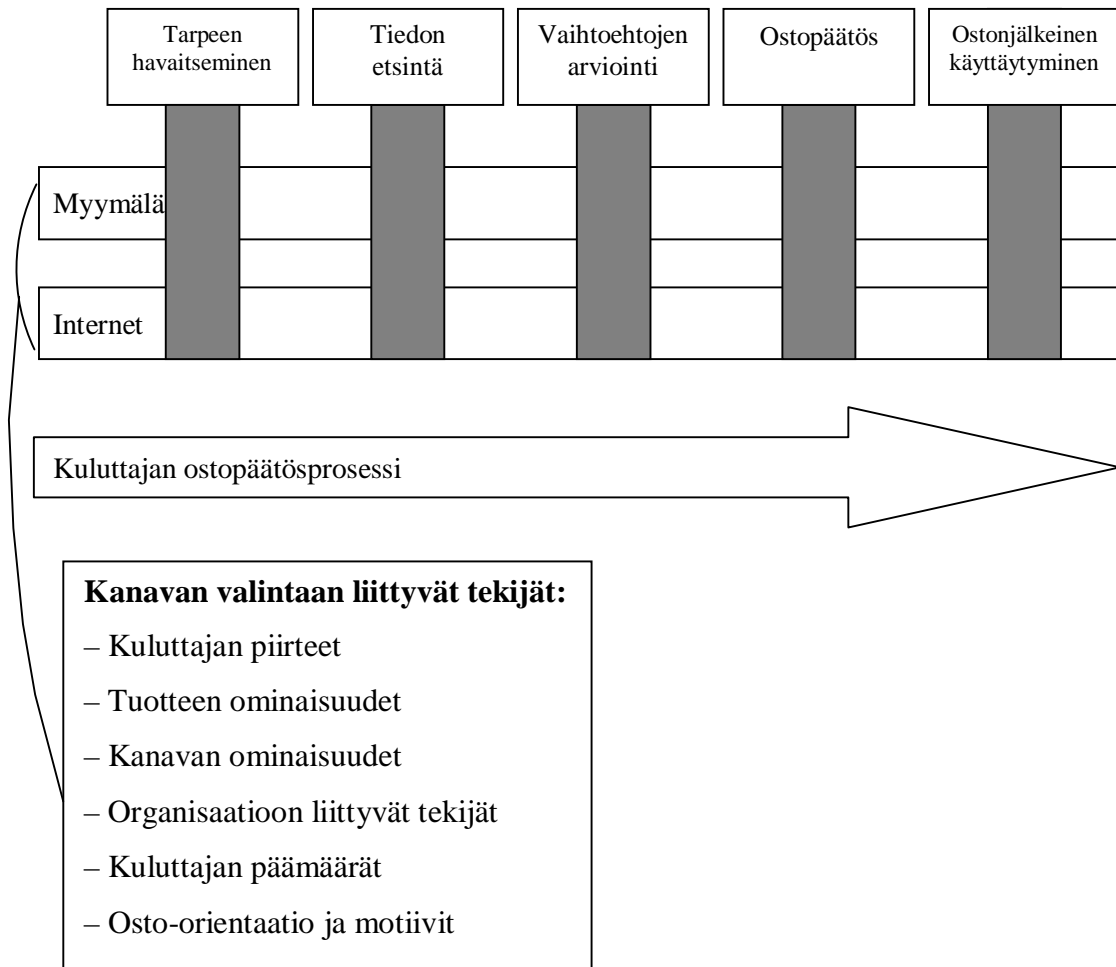 Tarpeen
havaitseminen
Tiedon
etsintä
Vaihtoehtojen
arviointi
Ostopäätös
Ostonjälkeinen
käyttäytyminen
Myymälä
Internet
Kuluttajan ostopäätösprosessi
Kanavan valintaan liittyvät tekijät:
– Kuluttajan piirteet
– Tuotteen ominaisuudet
– Kanavan ominaisuudet
– Organisaatioon liittyvät tekijät
– Kuluttajan päämäärät
– Osto-orientaatio ja motiivit